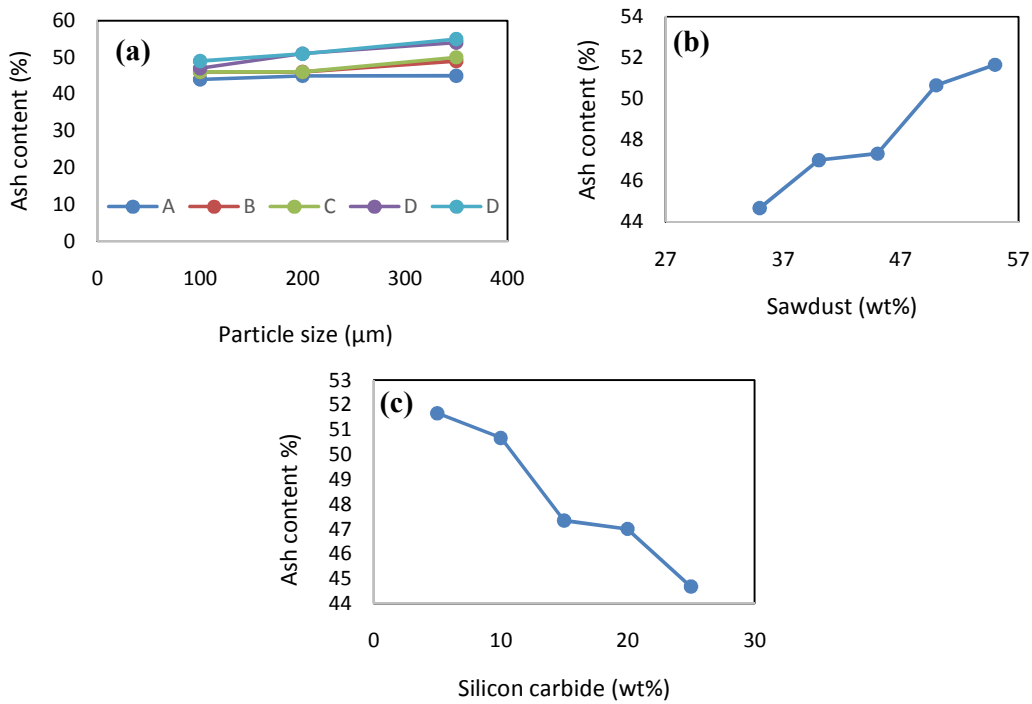 (a)
60
50
40
30
20
10
0
Ash content (%)
A B C D D
0 100 200 300 400
Particle size (µm)
(b)
54
52
50
48
46
44
Ash content (%)
27 37 47 57
Sawdust (wt%)
(c)
53
52
51
50
49
48
47
46
45
44
Ash content %
0 10 20 30
Silicon carbide (wt%)